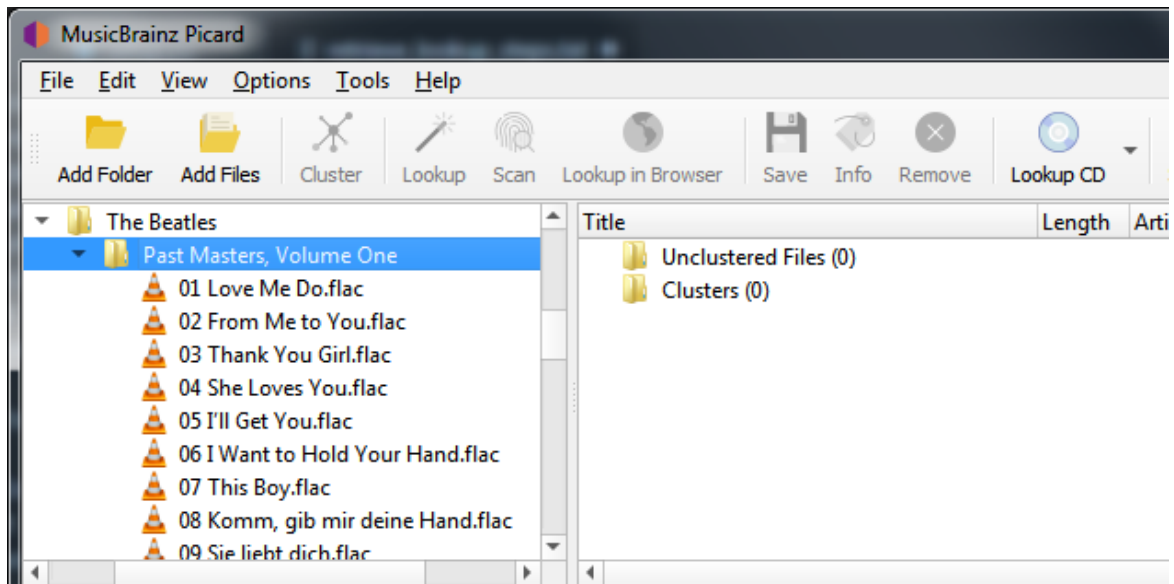 MusicBrainz Picard
File Edit View Options Tools Help
Add Folder Add Files Cluster Lookup Scan Lookup in Browser Save Info Remove Lookup CD
The Beatles
Past Masters, Volume One
01 Love Me Do.flac
02 From Me to You.flac
03 Thank You Girl.flac
04 She Loves You.flac
05 I'll Get You.flac
06 I Want to Hold Your Hand.flac
07 This Boy.flac
08 Komm, gib mir deine Hand.flac
09 Sie liebt dich.flac
Title Length Arti
Unclustered Files (0)
Clusters (0)